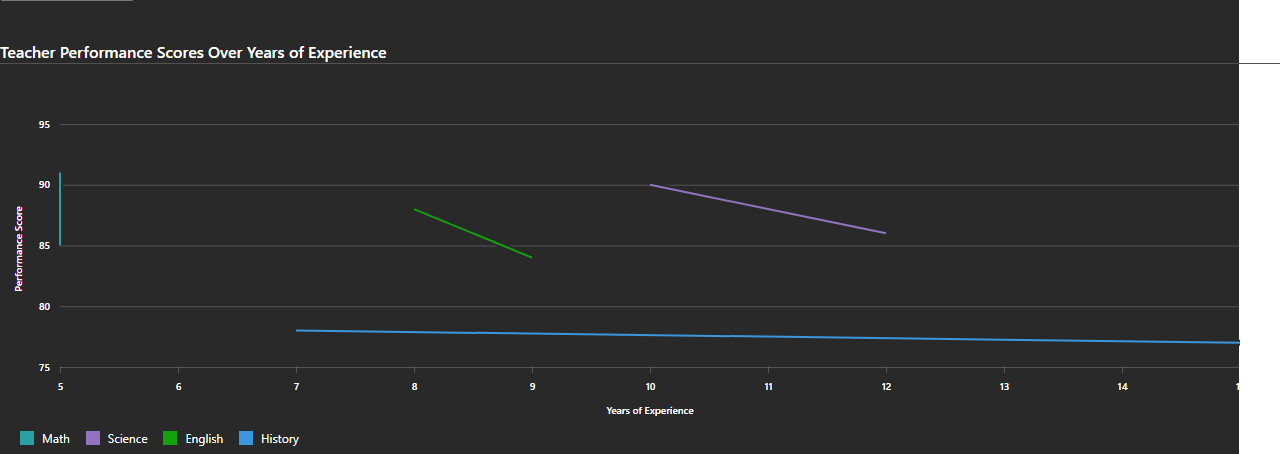 Teacher Performance Scores Over Years of Experience
95
90
85
80
75
Performance Score
5 6 7 8 9 10 11 12 13 14
Years of Experience
Math Science English History